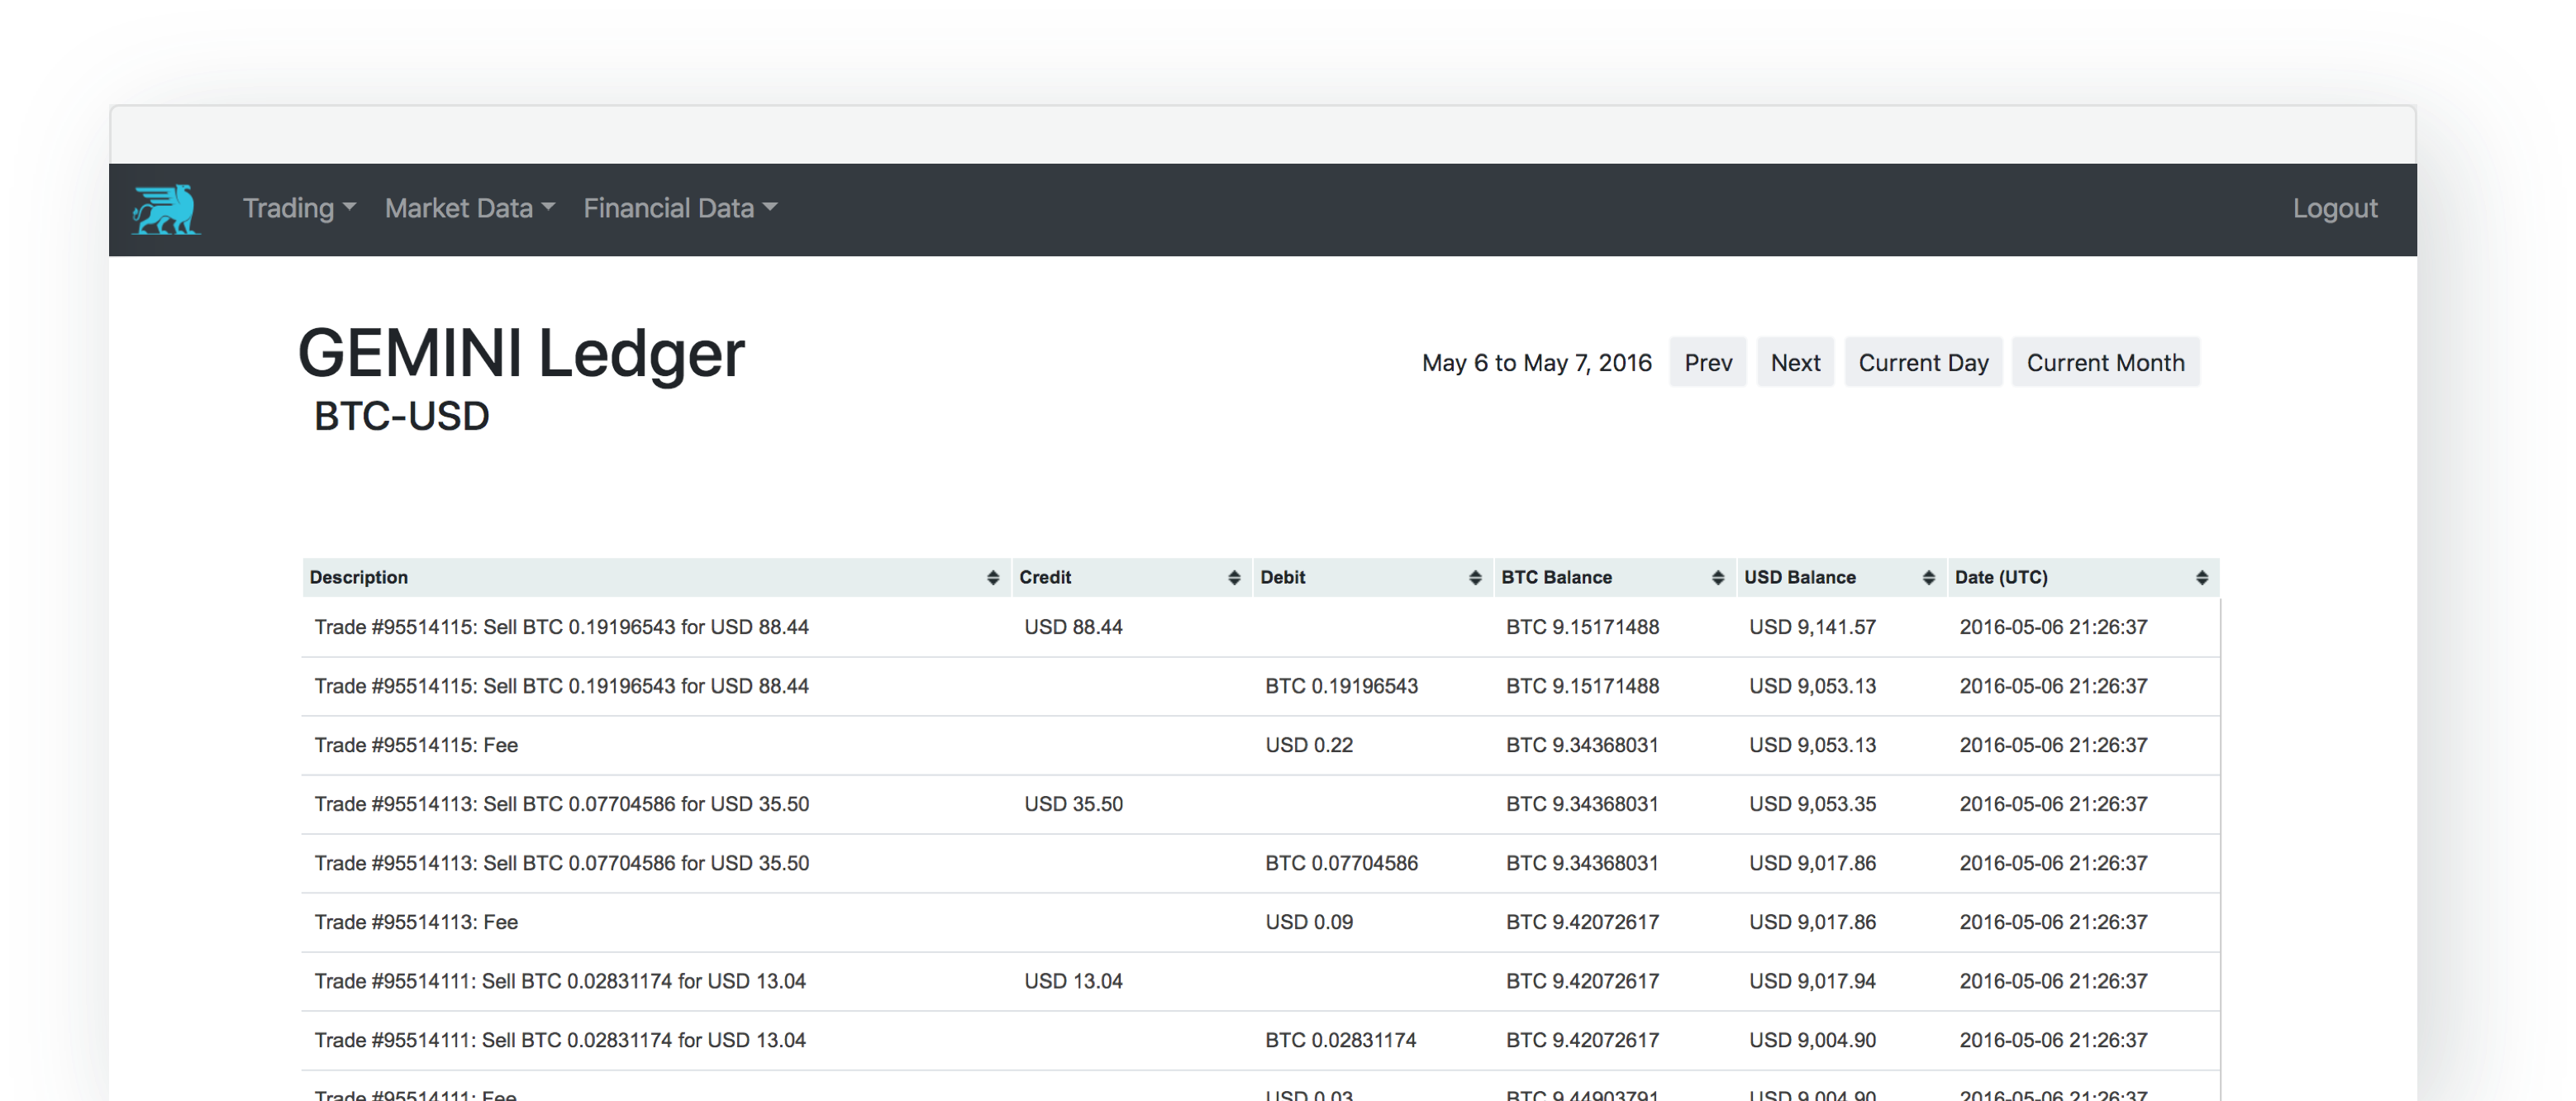 Trading Market Data Financial Data Logout
GEMINI Ledger
BTC-USD
May 6 to May 7, 2016 Prev Next Current Day Current Month
Description Credit Debit BTC Balance USD Balance Date (UTC)
Trade #95514115: Sell BTC 0.19196543 for USD 88.44 USD 88.44 BTC 9.15171488 USD 9,141.57 2016-05-06 21:26:37
Trade #95514115: Sell BTC 0.19196543 for USD 88.44 BTC 0.19196543 BTC 9.15171488 USD 9,053.13 2016-05-06 21:26:37
Trade #95514115: Fee USD 0.22 BTC 9.34368031 USD 9,053.13 2016-05-06 21:26:37
Trade #95514113: Sell BTC 0.07704586 for USD 35.50 USD 35.50 BTC 9.34368031 USD 9,053.35 2016-05-06 21:26:37
Trade #95514113: Sell BTC 0.07704586 for USD 35.50 BTC 0.07704586 BTC 9.34368031 USD 9,017.86 2016-05-06 21:26:37
Trade #95514113: Fee USD 0.09 BTC 9.42072617 USD 9,017.86 2016-05-06 21:26:37
Trade #95514111: Sell BTC 0.02831174 for USD 13.04 USD 13.04 BTC 9.42072617 USD 9,017.94 2016-05-06 21:26:37
Trade #95514111: Sell BTC 0.02831174 for USD 13.04 BTC 0.02831174 BTC 9.42072617 USD 9,004.90 2016-05-06 21:26:37
Trade #95514111: Fee USD 0.03 BTC 9.44903791 USD 9,004.90 2016-05-06 21:26:37